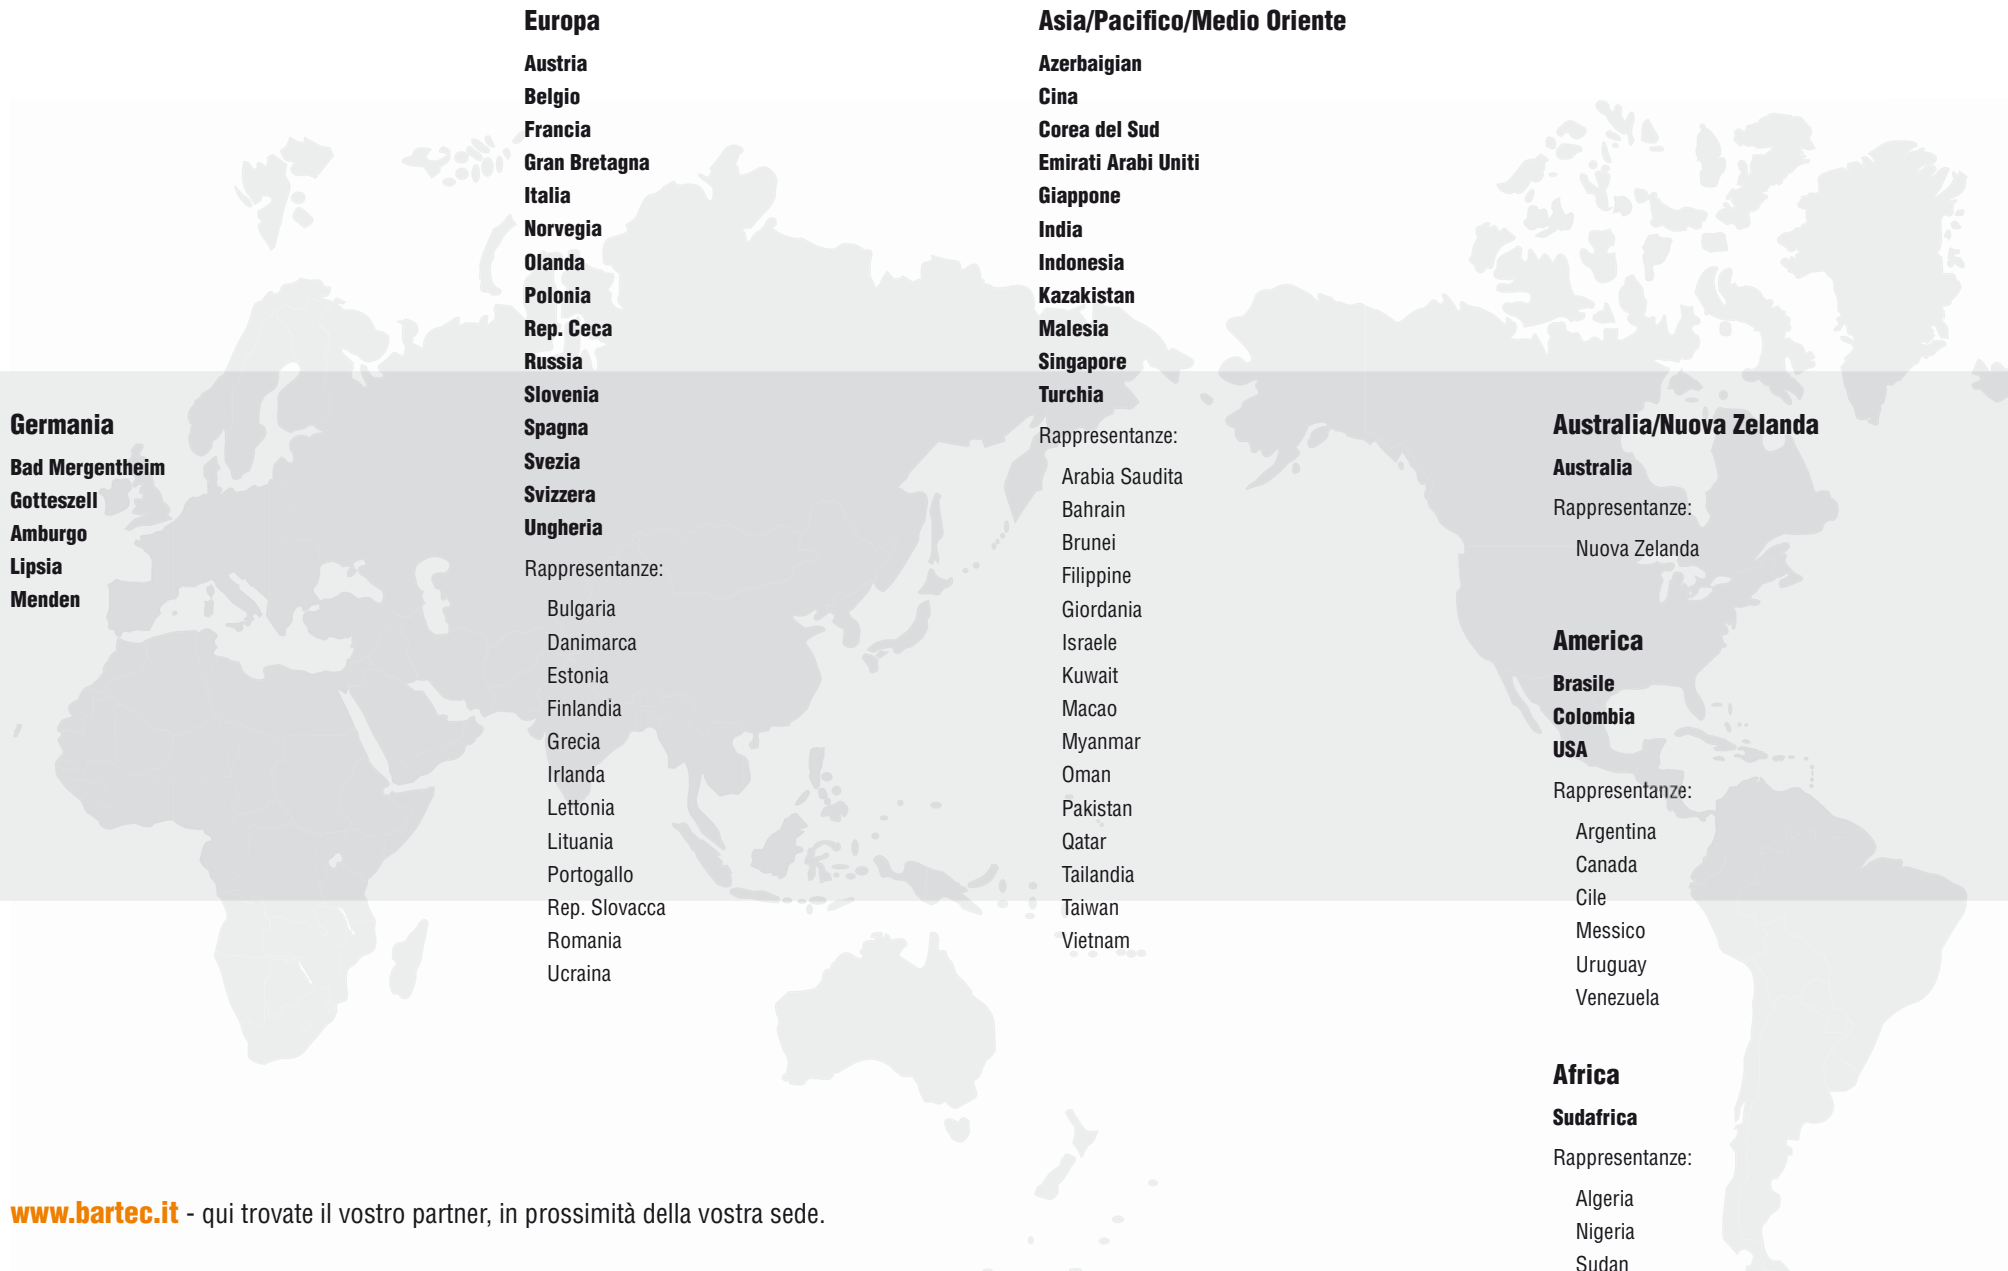 Germania
Bad Mergentheim
Gotteszell
Amburgo
Lipsia
Menden
Europa
Austria
Belgio
Francia
Gran Bretagna
Italia
Norvegia
Olanda
Polonia
Rep. Ceca
Russia
Slovenia
Spagna
Svezia
Svizzera
Ungheria
Rappresentanze:
Bulgaria
Danimarca
Estonia
Finlandia
Grecia
Irlanda
Lettonia
Lituania
Portogallo
Rep. Slovacca
Romania
Ucraina
Asia/Pacifico/Medio Oriente
Azerbaigian
Cina
Corea del Sud
Emirati Arabi Uniti
Giappone
India
Indonesia
Kazakistan
Malesia
Singapore
Turchia
Rappresentanze:
Arabia Saudita
Bahrain
Brunei
Filippine
Giordania
Israele
Kuwait
Macao
Myanmar
Oman
Pakistan
Qatar
Tailandia
Taiwan
Vietnam
Australia/Nuova Zelanda
Australia
Rappresentanze:
Nuova Zelanda
America
Brasile
Colombia
USA
Rappresentanze:
Argentina
Canada
Cile
Messico
Uruguay
Venezuela
Africa
Sudafrica
Rappresentanze:
Algeria
Nigeria
Sudan
www.bartec.it - qui trovate il vostro partner, in prossimità della vostra sede.